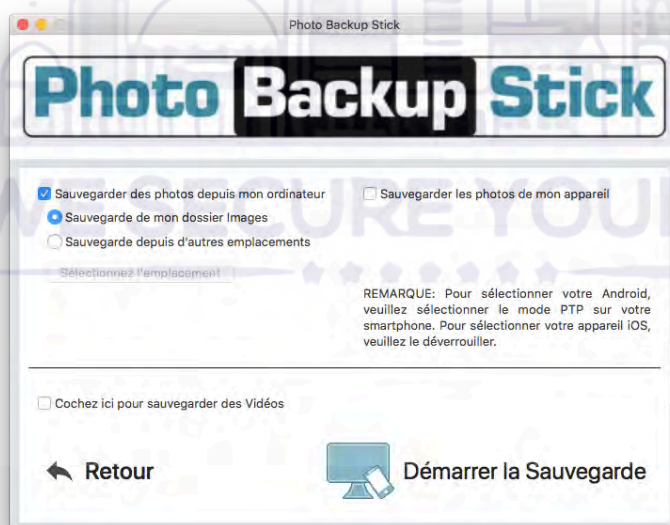 Photo Backup Stick
Photo Backup Stick
Sauvegarder des photos depuis mon ordinateur
Sauvegarder les photos de mon appareil
Sauvegarde de mon dossier Images
Sauvegarde depuis d'autres emplacements
Sélectionnez l'emplacement
REMARQUE: Pour sélectionner votre Android,
veuillez sélectionner le mode PTP sur votre
smartphone. Pour sélectionner votre appareil iOS,
veuillez le déverrouiller.
Cochez ici pour sauvegarder des Vidéos
Retour
Démarrer la Sauvegarde
WE SECURE YOU